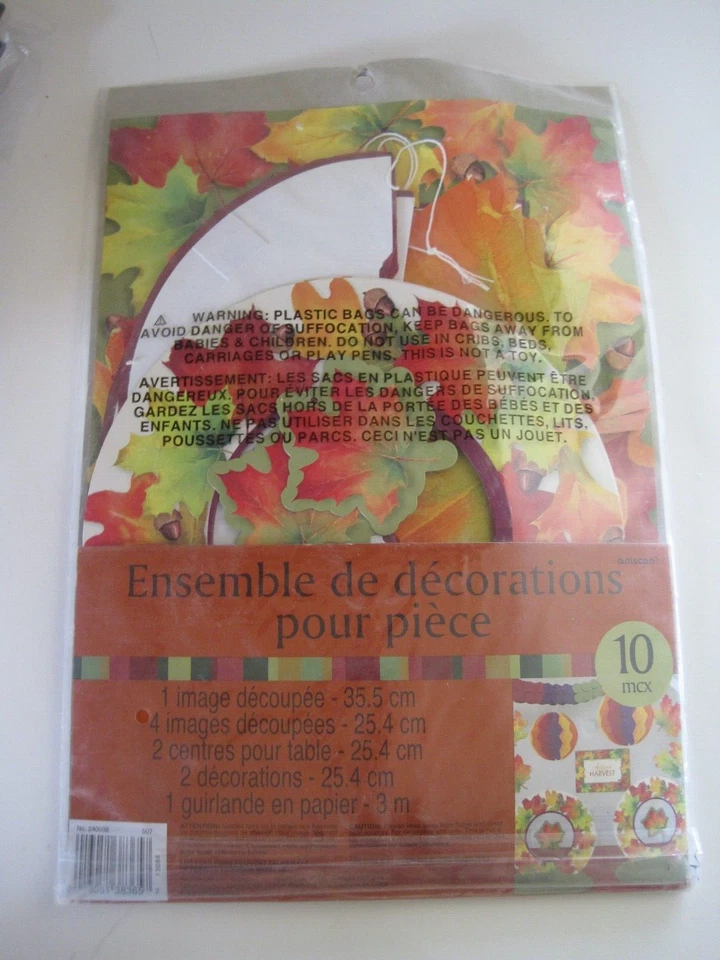 WARNING: PLASTIC BAGS CAN BE DANGEROUS. TO
AVOID DANGER OF SUFFOCATION, KEEP BAGS AWAY FROM
BABIES & CHILDREN. DO NOT USE IN CRIBS, BEDS,
CARRIAGES OR PLAY PENS. THIS IS NOT A TOY.
AVERTISSEMENT: LES SACS EN PLASTIQUE PEUVENT ÊTRE
DANGEREUX. POUR ÉVITER LES DANGERS DE SUFFOCATION,
GARDEZ LES SACS HORS DE LA PORTÉE DES BÉBÉS ET DES
ENFANTS. NE PAS UTILISER DANS LES COUCHETTES, LITS,
POUSSETTES OU PARCS. CECI N'EST PAS UN JOUET.
amscan
Ensemble de décorations
pour pièce
10
mcx
1 image découpée - 35.5 cm
4 images découpées - 25.4 cm
2 centres pour table - 25.4 cm
2 décorations - 25.4 cm
1 guirlande en papier - 3 m
HARVEST